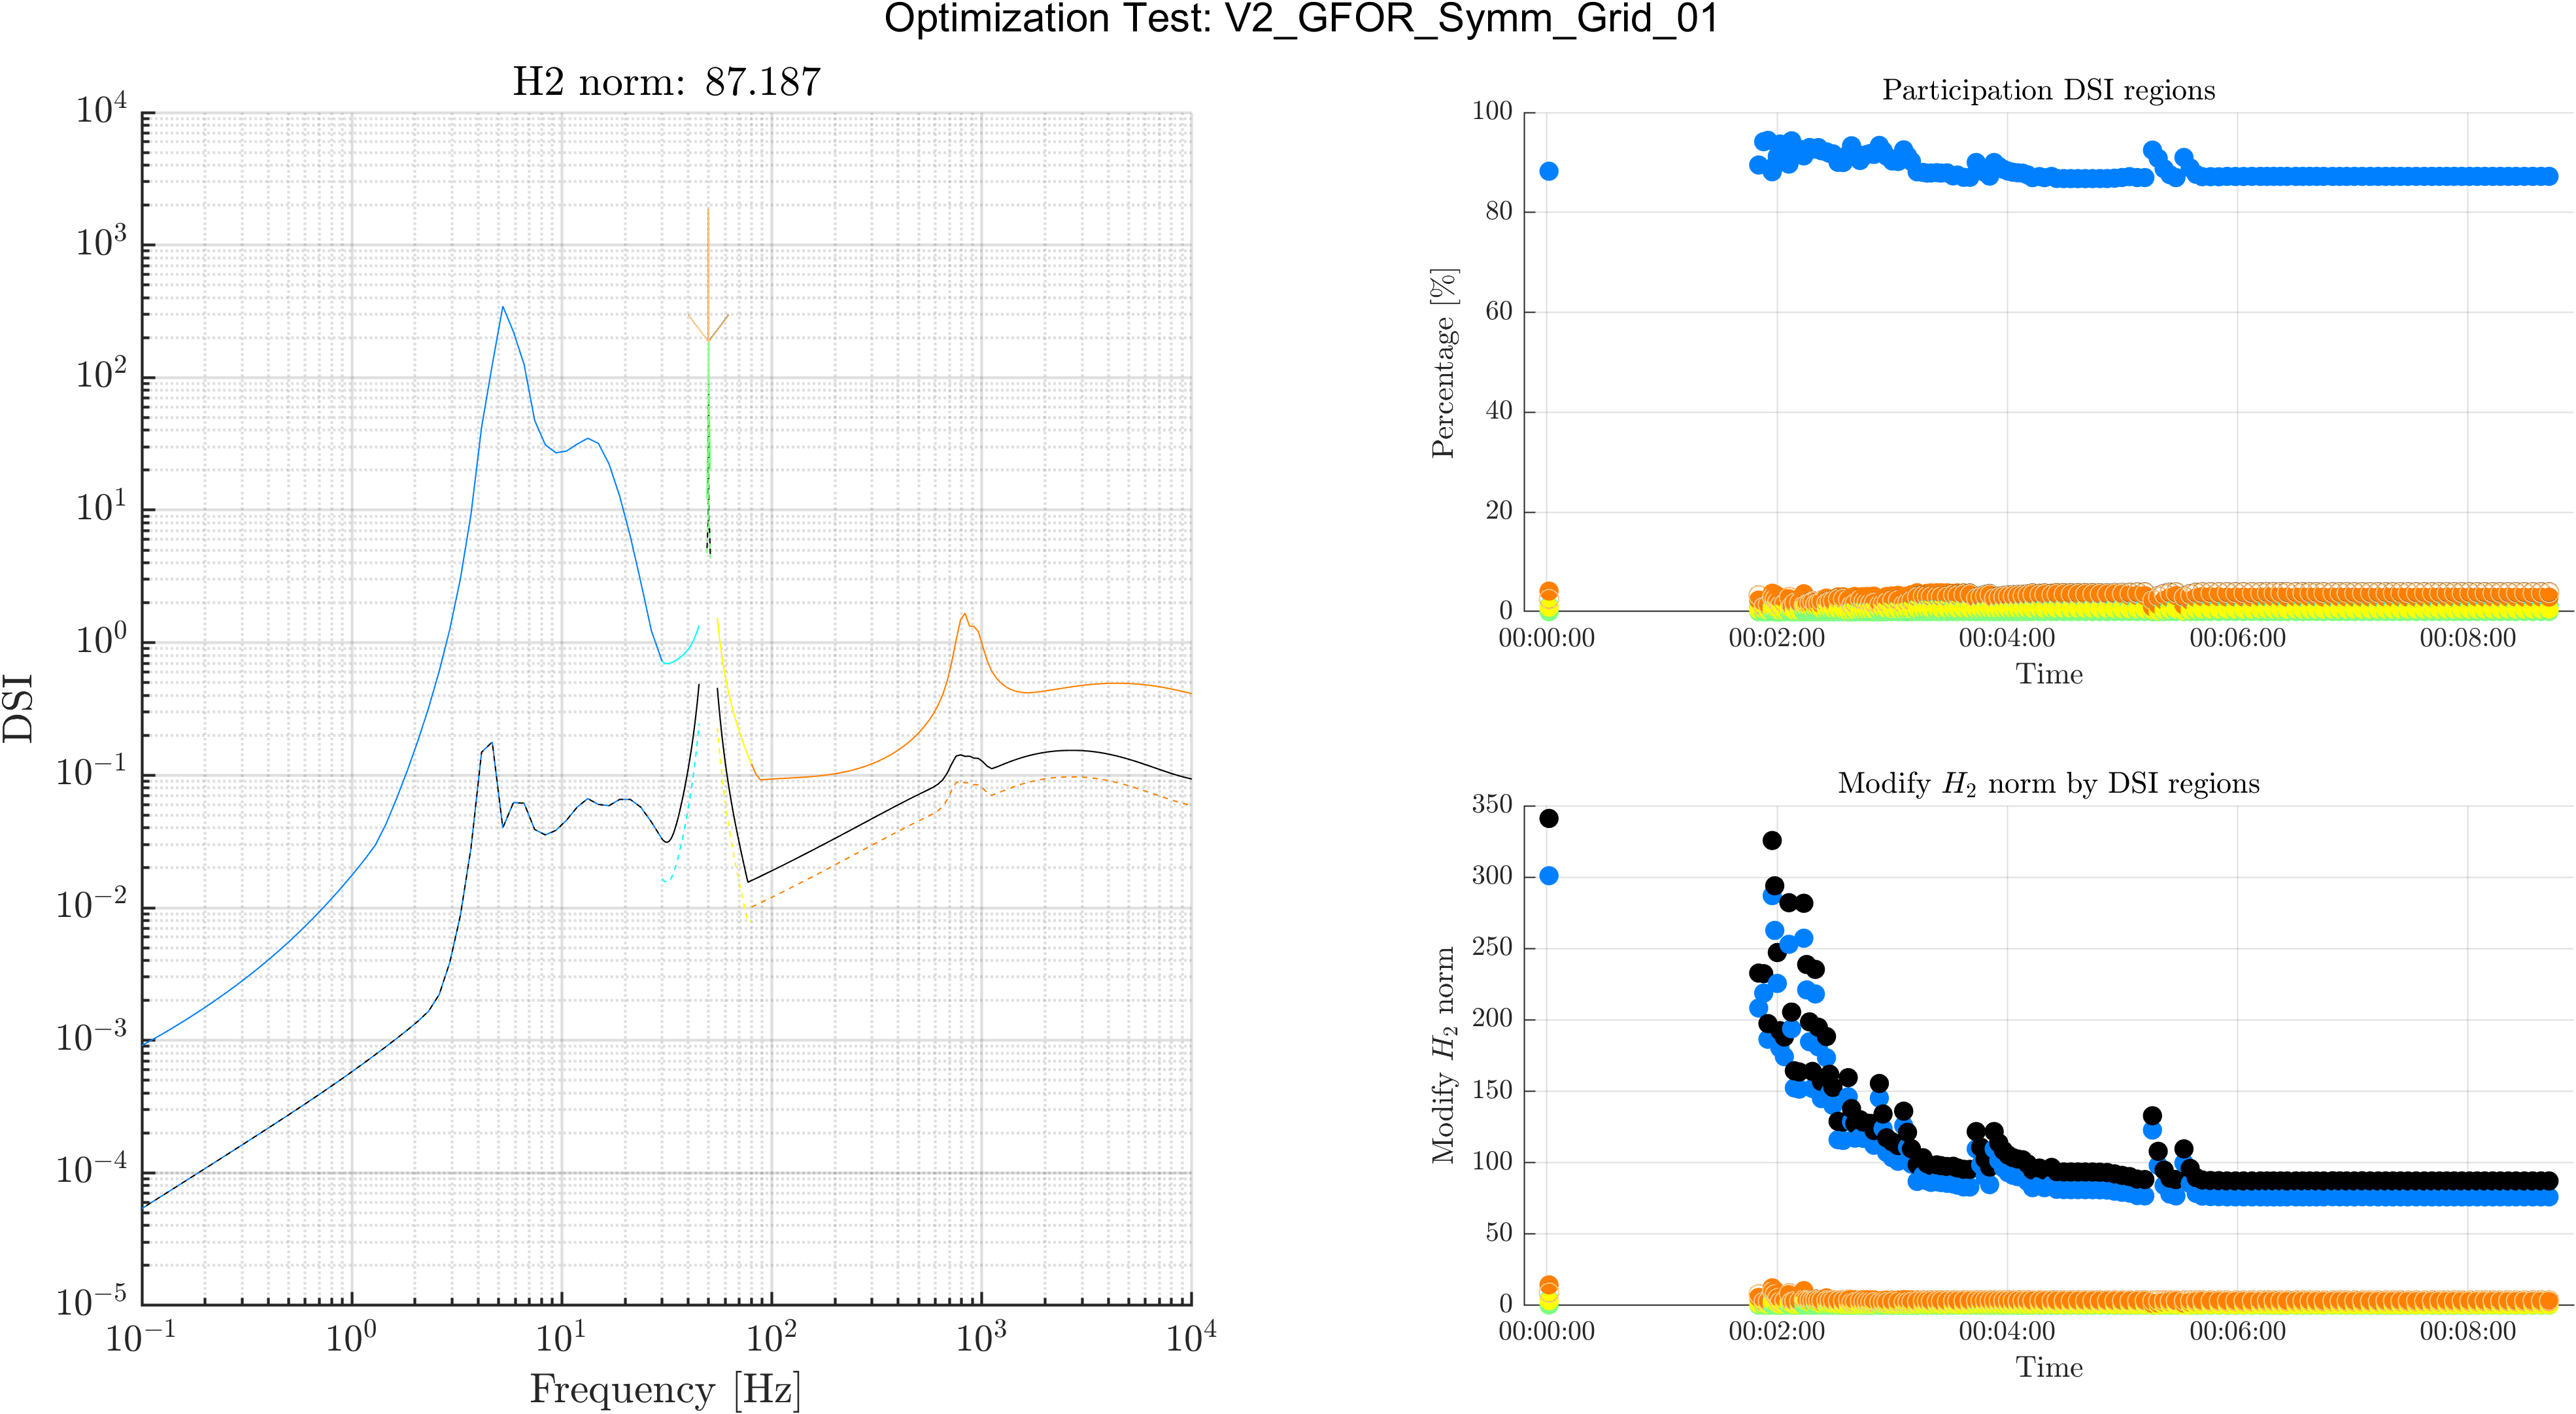 Optimization Test: V2_GFOR_Symm_Grid_01
H2 norm: 87.187
DSI
10^4
10^3
10^2
10^1
10^0
10^−1
10^−2
10^−3
10^−4
10^−5
10^−1 10^0 10^1 10^2 10^3 10^4
Frequency [Hz]
Participation DSI regions
Percentage [%]
100
80
60
40
20
0
00:00:00 00:02:00 00:04:00 00:06:00 00:08:00
Time
Modify H_2 norm by DSI regions
Modify H_2 norm
350
300
250
200
150
100
50
0
00:00:00 00:02:00 00:04:00 00:06:00 00:08:00
Time